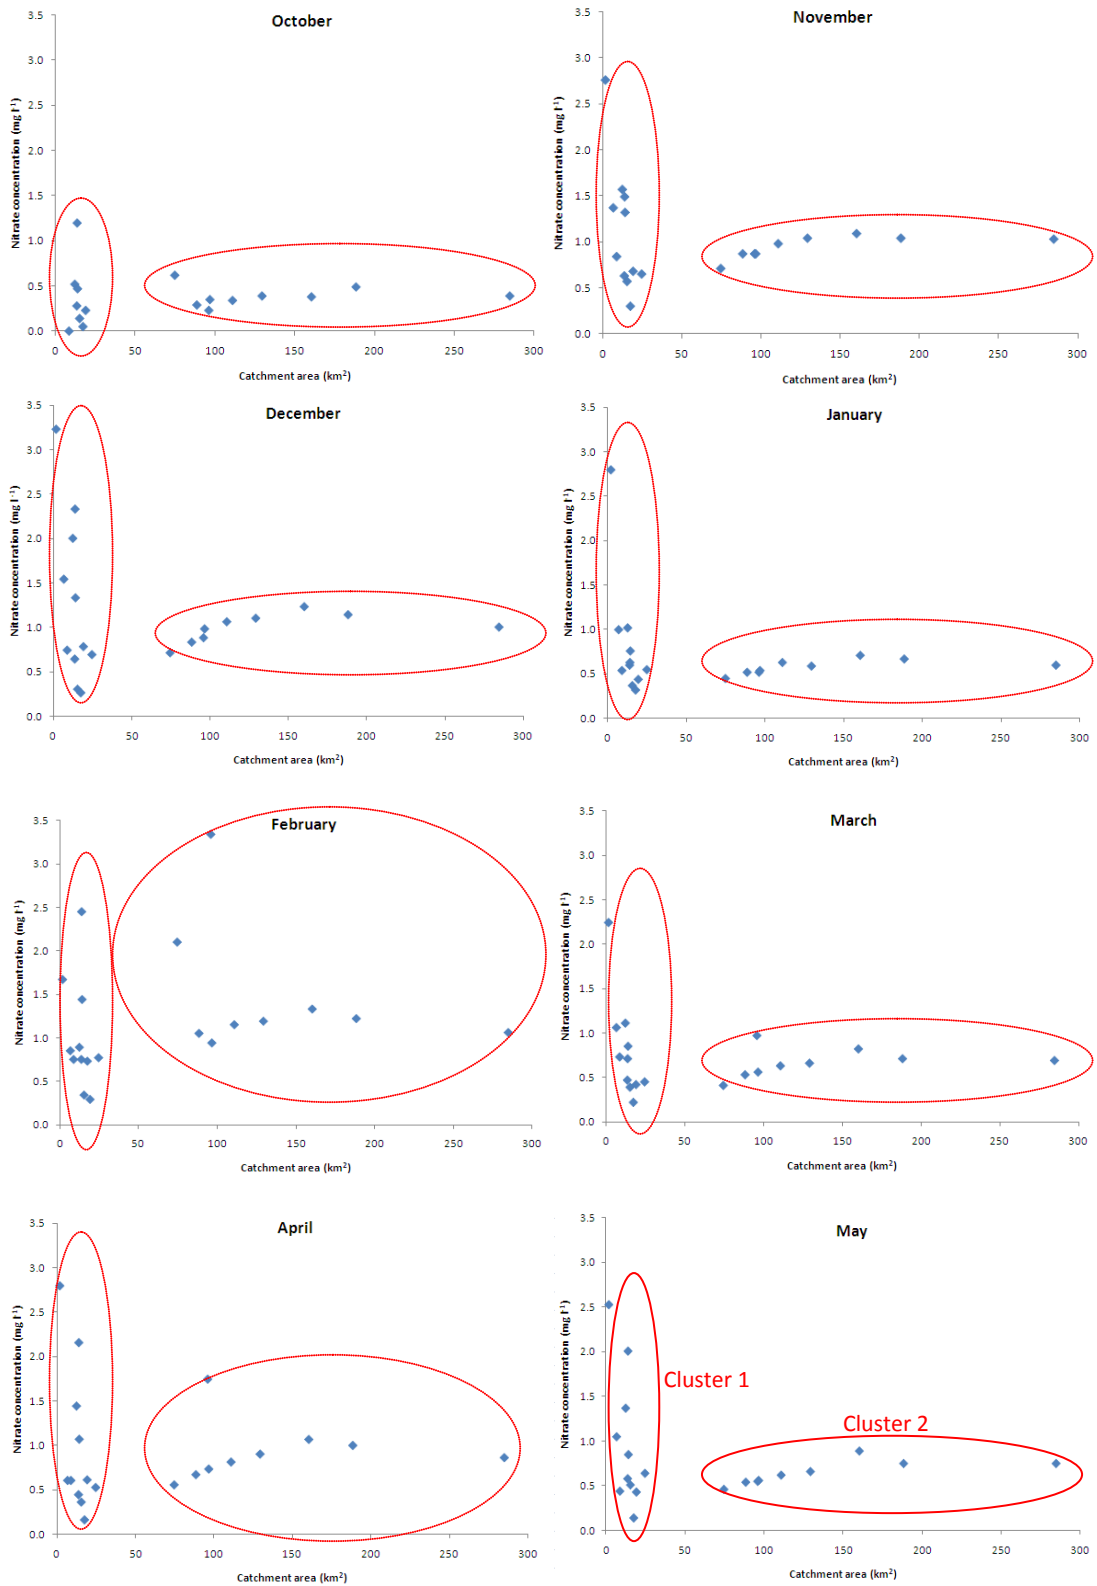 October
Nitrate concentration (mg l⁻¹)
3.5
3.0
2.5
2.0
1.5
1.0
0.5
0.0
0 50 100 150 200 250 300
Catchment area (km²)
November
Nitrate concentration (mg l⁻¹)
3.5
3.0
2.5
2.0
1.5
1.0
0.5
0.0
0 50 100 150 200 250 300
Catchment area (km²)
December
Nitrate concentration (mg l⁻¹)
3.5
3.0
2.5
2.0
1.5
1.0
0.5
0.0
0 50 100 150 200 250 300
Catchment area (km²)
January
Nitrate concentration (mg l⁻¹)
3.5
3.0
2.5
2.0
1.5
1.0
0.5
0.0
0 50 100 150 200 250 300
Catchment area (km²)
February
Nitrate concentration (mg l⁻¹)
3.5
3.0
2.5
2.0
1.5
1.0
0.5
0.0
0 50 100 150 200 250 300
Catchment area (km²)
March
Nitrate concentration (mg l⁻¹)
3.5
3.0
2.5
2.0
1.5
1.0
0.5
0.0
0 50 100 150 200 250 300
Catchment area (km²)
April
Nitrate concentration (mg l⁻¹)
3.5
3.0
2.5
2.0
1.5
1.0
0.5
0.0
0 50 100 150 200 250 300
Catchment area (km²)
May
Nitrate concentration (mg l⁻¹)
3.5
3.0
2.5
2.0
1.5
1.0
0.5
0.0
Cluster 1
Cluster 2
0 50 100 150 200 250 300
Catchment area (km²)